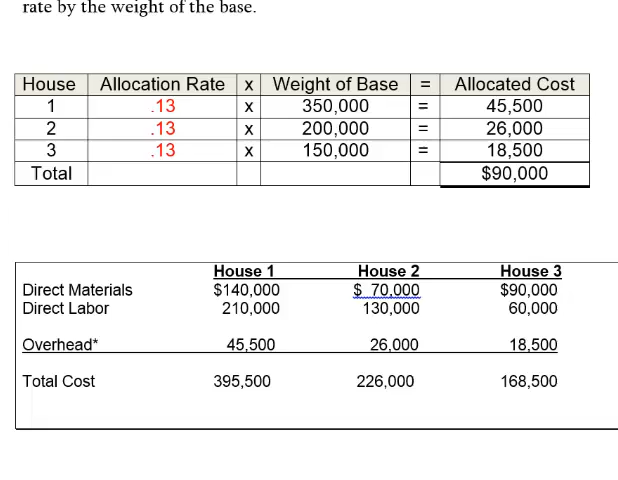 rate by the weight of the base.
House Allocation Rate x Weight of Base = Allocated Cost
1 .13 x 350,000 = 45,500
2 .13 x 200,000 = 26,000
3 .13 x 150,000 = 18,500
Total $90,000
House 1 House 2 House 3
Direct Materials $140,000 $ 70,000 $90,000
Direct Labor 210,000 130,000 60,000
Overhead* 45,500 26,000 18,500
Total Cost 395,500 226,000 168,500